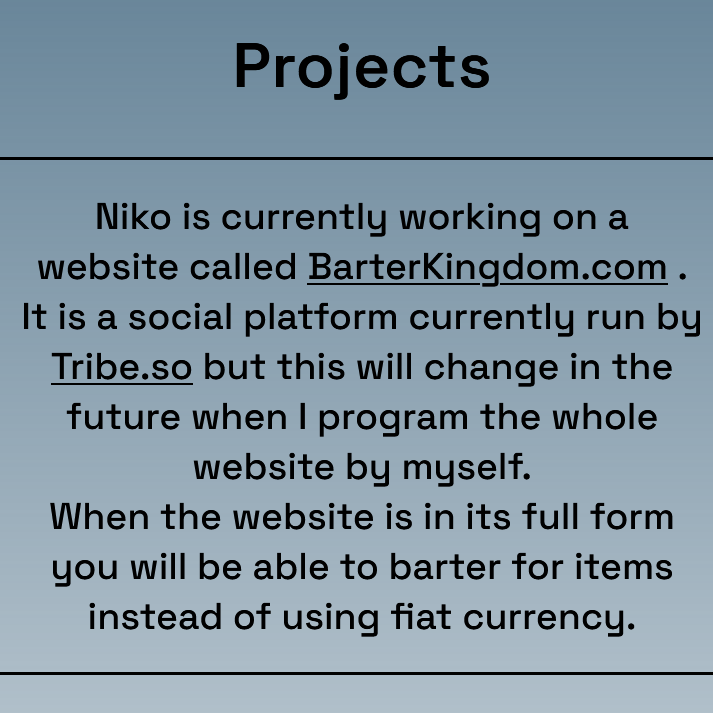 Projects
Niko is currently working on a
website called BarterKingdom.com .
It is a social platform currently run by
Tribe.so but this will change in the
future when I program the whole
website by myself.
When the website is in its full form
you will be able to barter for items
instead of using fiat currency.